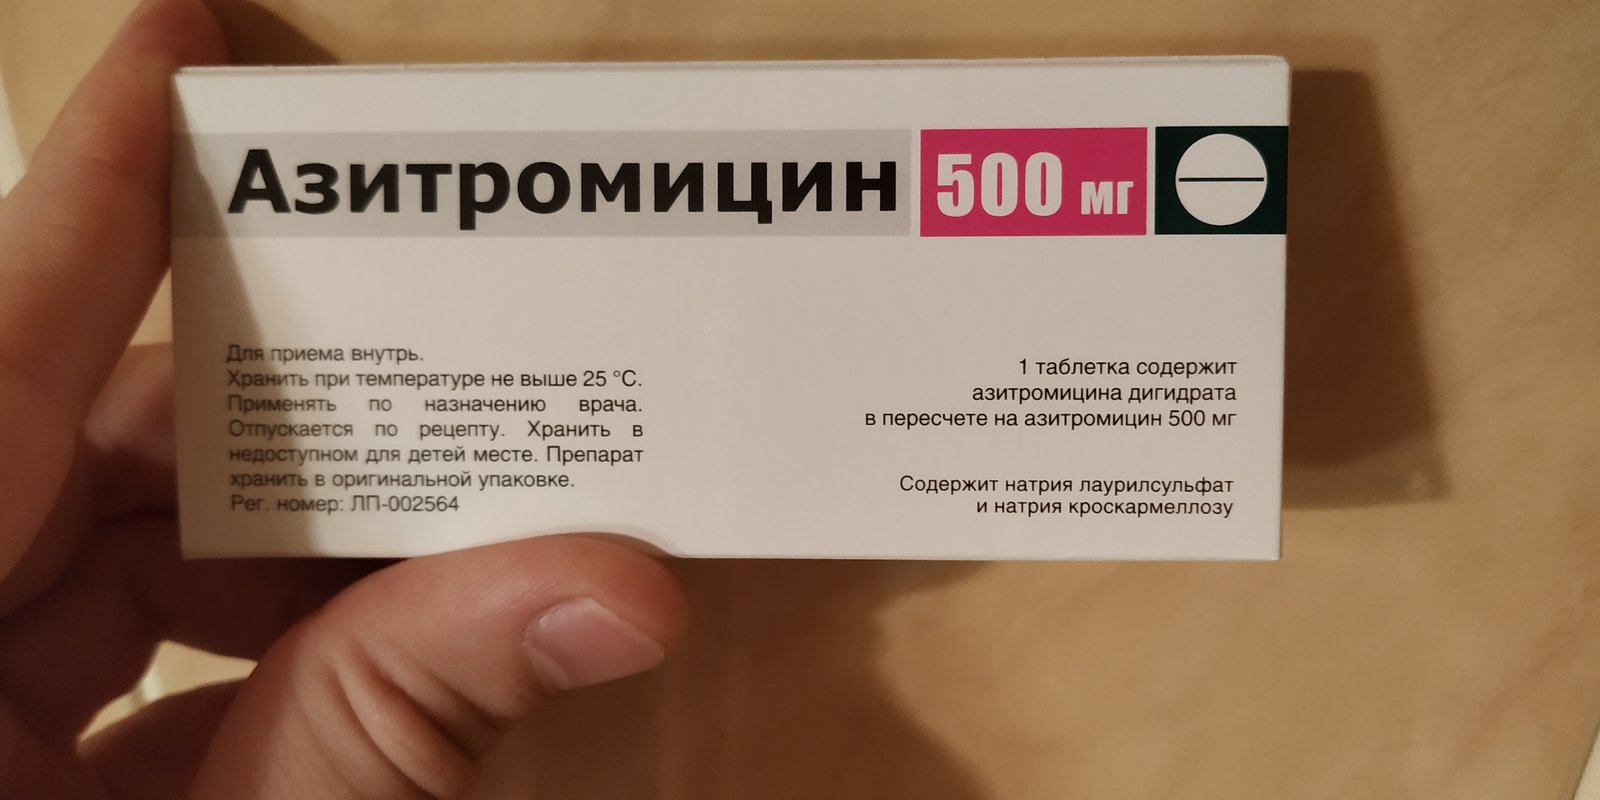 Азитромицин 500 мг
Для приема внутрь.
Хранить при температуре не выше 25 °С.
Применять по назначению врача.
Отпускается по рецепту. Хранить в
недоступном для детей месте. Препарат
хранить в оригинальной упаковке.
Рег. номер: ЛП-002564
1 таблетка содержит
азитромицина дигидрата
в пересчете на азитромицин 500 мг
Содержит натрия лаурилсульфат
и натрия кроскармеллозу